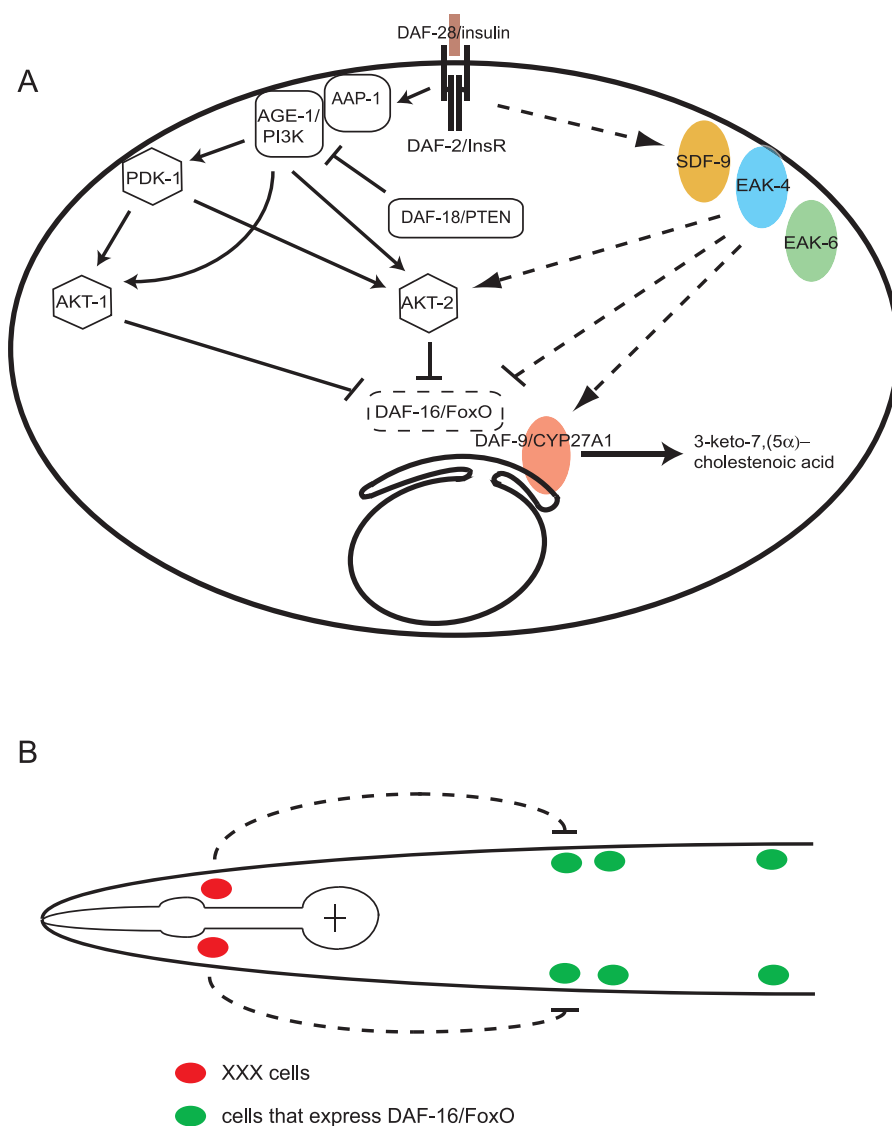 A
DAF-28/insulin
AAP-1
AGE-1/
PI3K
DAF-2/InsR
SDF-9
PDK-1
EAK-4
DAF-18/PTEN
EAK-6
AKT-1
AKT-2
DAF-16/FoxO
DAF-9/CYP27A1
3-keto-7,(5α)–
cholestenoic acid
B
XXX cells
cells that express DAF-16/FoxO